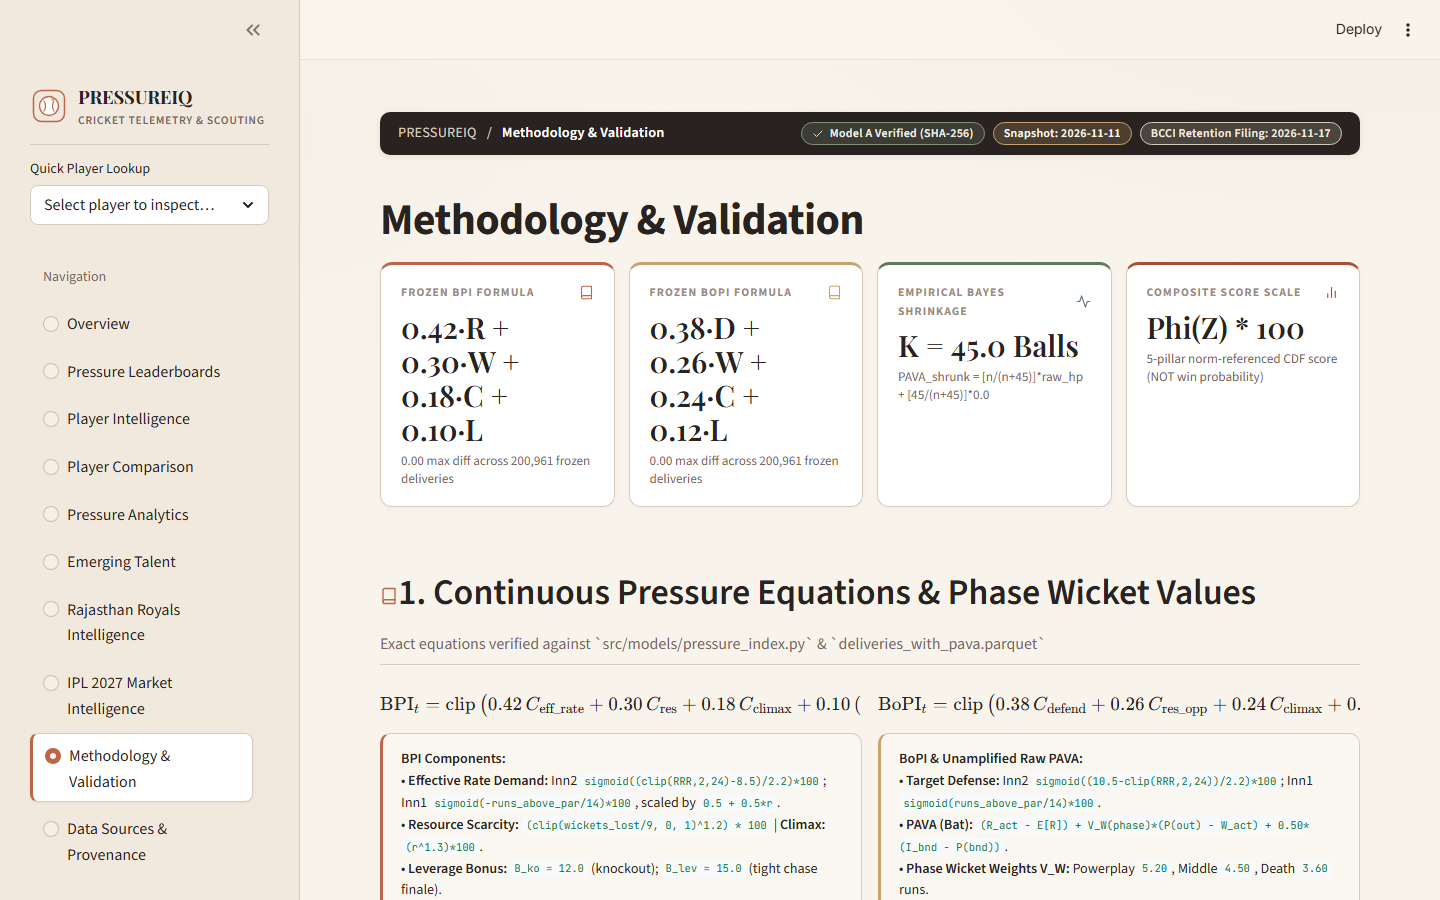 Deploy
PRESSUREIQ
CRICKET TELEMETRY & SCOUTING
Quick Player Lookup
Select player to inspect...
Navigation
Overview
Pressure Leaderboards
Player Intelligence
Player Comparison
Pressure Analytics
Emerging Talent
Rajasthan Royals
Intelligence
IPL 2027 Market
Intelligence
Methodology &
Validation
Data Sources &
Provenance
PRESSUREIQ / Methodology & Validation
Model A Verified (SHA-256)
Snapshot: 2026-11-11
BCCI Retention Filing: 2026-11-17
Methodology & Validation
FROZEN BPI FORMULA
0.42·R +
0.30·W +
0.18·C +
0.10·L
0.00 max diff across 200,961 frozen
deliveries
FROZEN BOPI FORMULA
0.38·D +
0.26·W +
0.24·C +
0.12·L
0.00 max diff across 200,961 frozen
deliveries
EMPIRICAL BAYES
SHRINKAGE
K = 45.0 Balls
PAVA_shrunk = [n/(n+45)]*raw_hp
+ [45/(n+45)]*0.0
COMPOSITE SCORE SCALE
Phi(Z) * 100
5-pillar norm-referenced CDF score
(NOT win probability)
1. Continuous Pressure Equations & Phase Wicket Values
Exact equations verified against `src/models/pressure_index.py` & `deliveries_with_pava.parquet`
BPI_t = clip (0.42 C_eff_rate + 0.30 C_res + 0.18 C_climax + 0.10 (
BoPI_t = clip (0.38 C_defend + 0.26 C_res_opp + 0.24 C_climax + 0.
BPI Components:
• Effective Rate Demand: Inn2 sigmoid((clip(RRR,2,24)-8.5)/2.2)*100 ;
Inn1 sigmoid(-runs_above_par/14)*100 , scaled by 0.5 + 0.5*r .
• Resource Scarcity: (clip(wickets_lost/9, 0, 1)^1.2) * 100 | Climax:
(r^1.3)*100 .
• Leverage Bonus: B_ko = 12.0 (knockout); B_lev = 15.0 (tight chase
finale).
BoPI & Unamplified Raw PAVA:
• Target Defense: Inn2 sigmoid((10.5-clip(RRR,2,24))/2.2)*100 ; Inn1
sigmoid(runs_above_par/14)*100 .
• PAVA (Bat): (R_act - E[R]) + V_W(phase)*(P(out) - W_act) + 0.50*
(I_bnd - P(bnd)) .
• Phase Wicket Weights V_W: Powerplay 5.20 , Middle 4.50 , Death 3.60
runs.